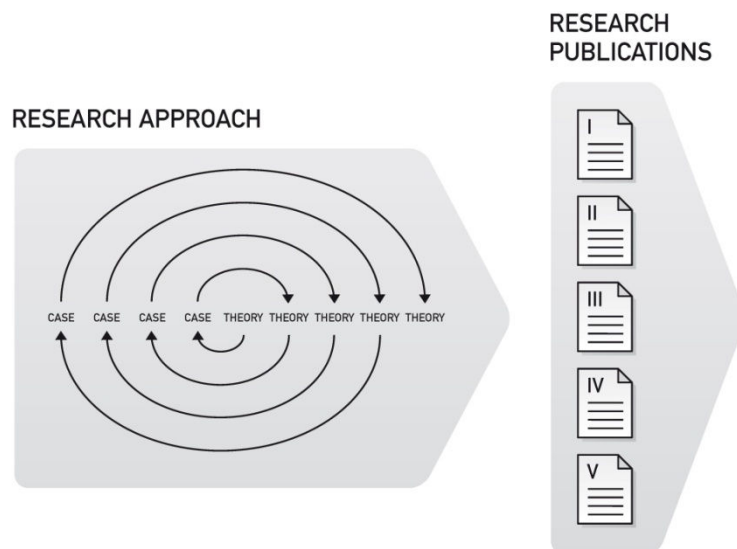 RESEARCH
PUBLICATIONS
RESEARCH APPROACH
CASE CASE CASE CASE THEORY THEORY THEORY THEORY THEORY
I
II
III
IV
V